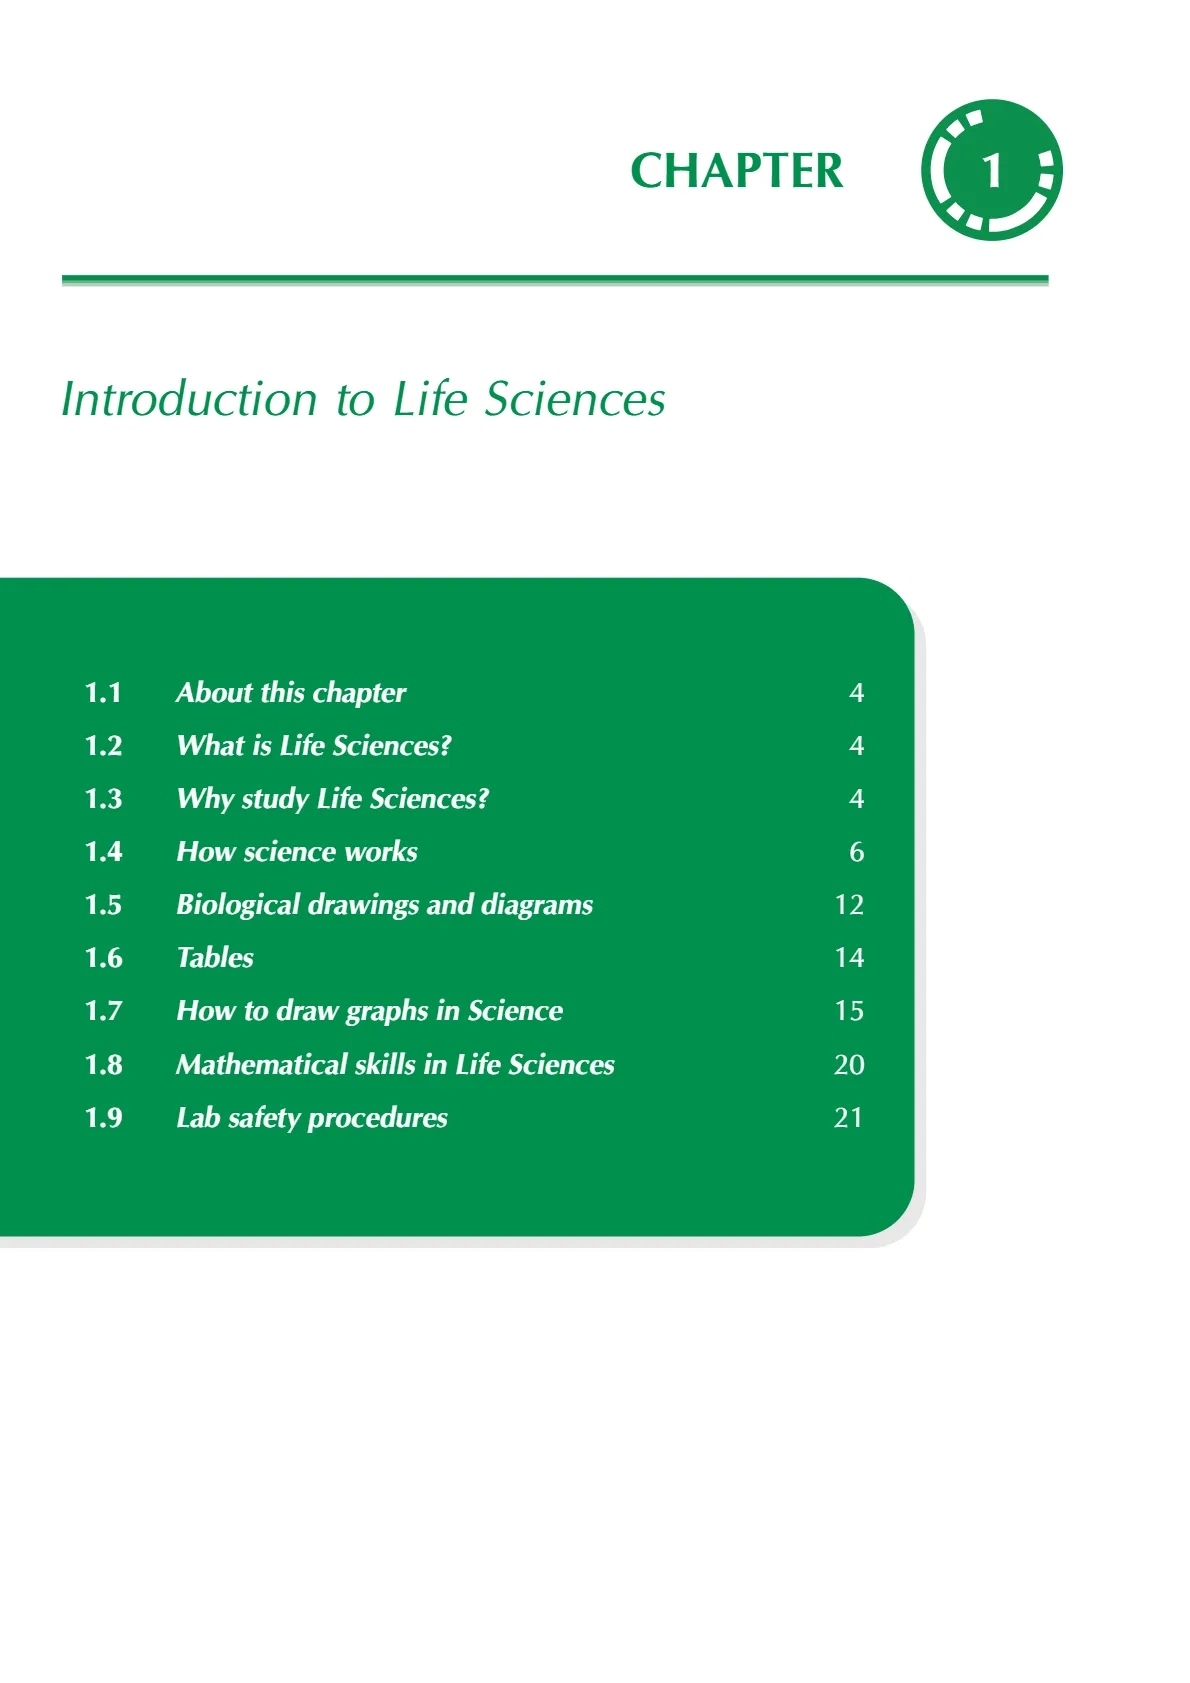 CHAPTER 1
Introduction to Life Sciences
1.1 About this chapter 4
1.2 What is Life Sciences? 4
1.3 Why study Life Sciences? 4
1.4 How science works 6
1.5 Biological drawings and diagrams 12
1.6 Tables 14
1.7 How to draw graphs in Science 15
1.8 Mathematical skills in Life Sciences 20
1.9 Lab safety procedures 21